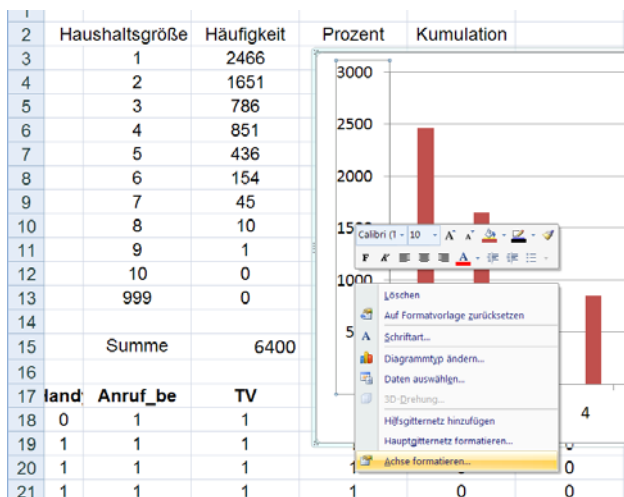 2 Haushaltsgröße Häufigkeit Prozent Kumulation
3 1 2466
4 2 1651
5 3 786
6 4 851
7 5 436
8 6 154
9 7 45
10 8 10
11 9 1
12 10 0
13 999 0
14
15 Summe 6400
16
17 Anruf_be TV
18 0 1 1
19 1 1 1 0
20 1 1 1 1 0 0
21 1 1 1 1 0 0
3000
2500
2000
1000
4
Calibri (T 10 A A
F K A
Löschen
Auf Formatvorlage zurücksetzen
A Schriftart...
Diagrammtyp ändern...
Daten auswählen...
3D-Drehung...
Hilfsgitternetz hinzufügen
Hauptgitternetz formatieren...
Achse formatieren...